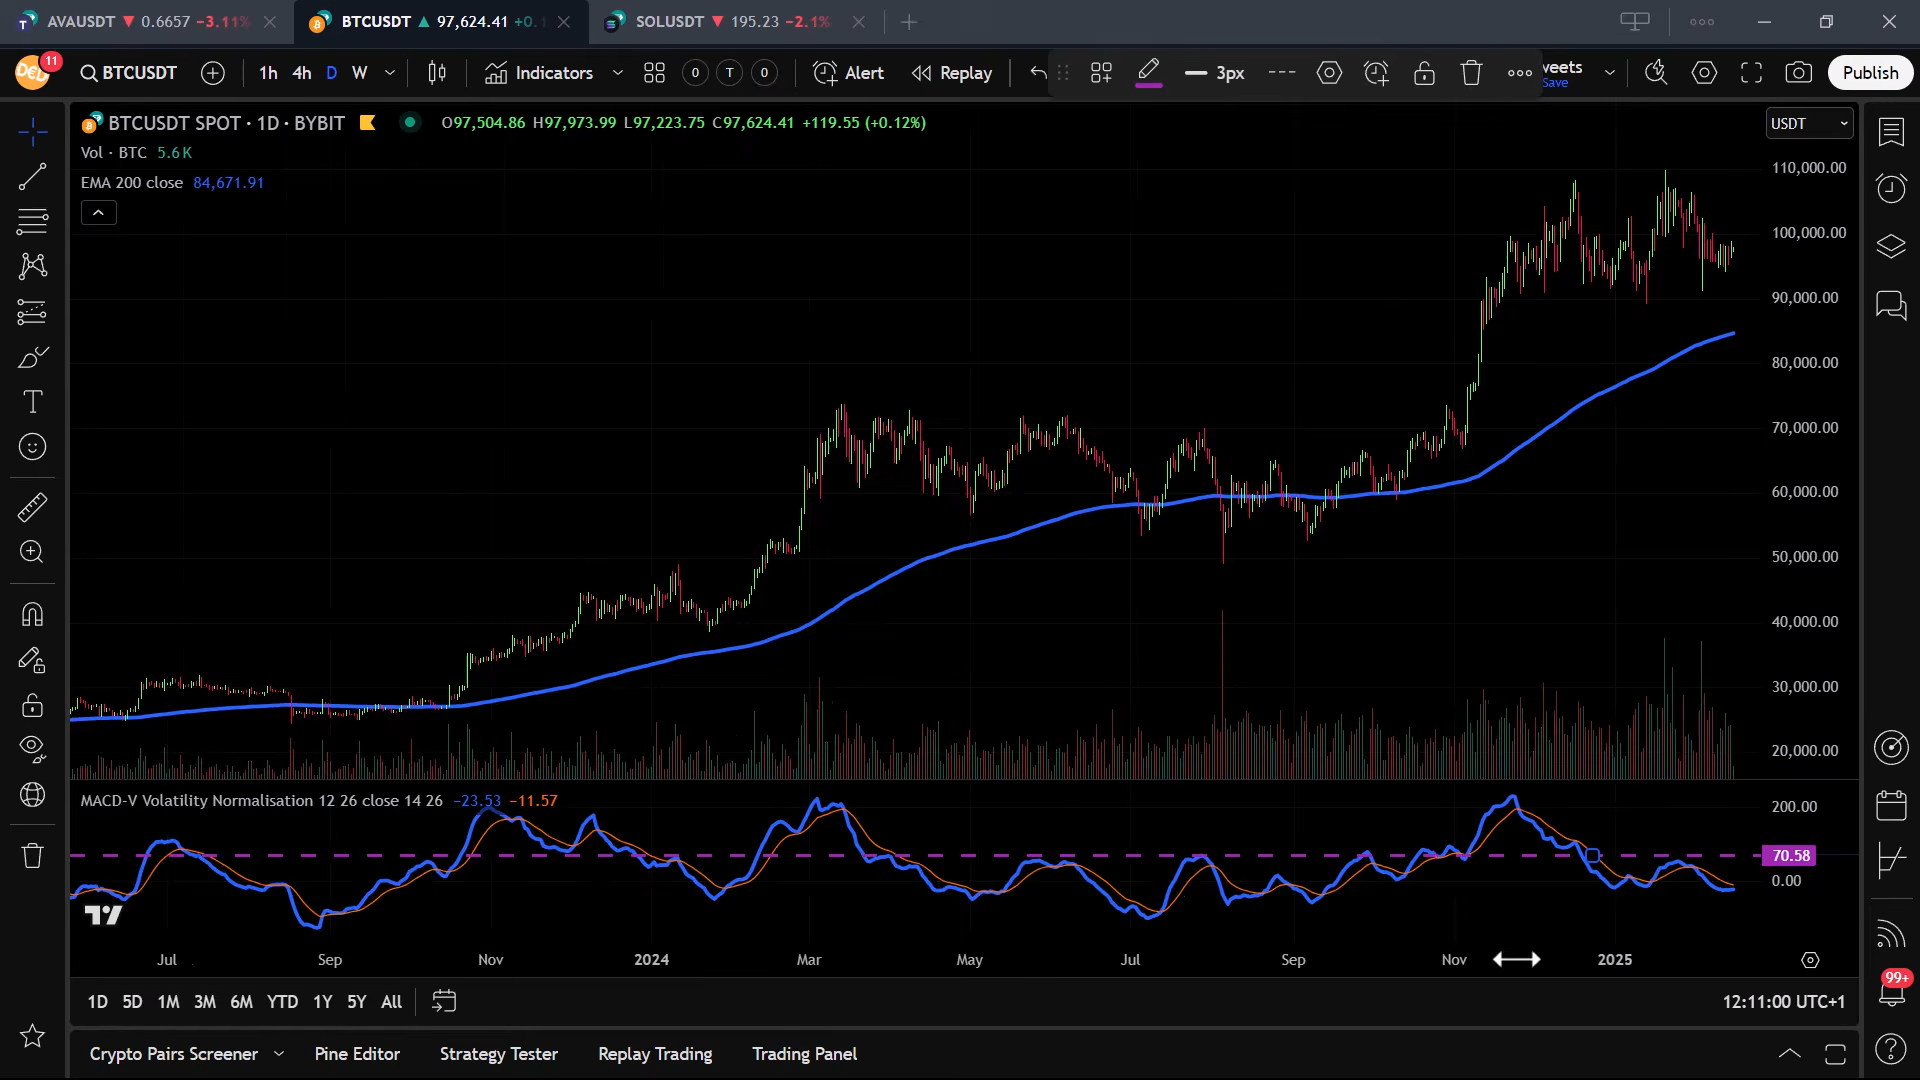 AVAUSDT ▼ 0.6657 −3.11%
BTCUSDT ▲ 97,624.41
SOLUSDT ▼ 195.23 −2.1%
11
BTCUSDT
1h 4h D W
Indicators
0 T 0
Alert
Replay
3px
Save
Publish
BTCUSDT SPOT · 1D · BYBIT
O97,504.86 H97,973.99 L97,223.75 C97,624.41 +119.55 (+0.12%)
USDT
Vol · BTC 5.6K
EMA 200 close 84,671.91
110,000.00
100,000.00
90,000.00
80,000.00
70,000.00
60,000.00
50,000.00
40,000.00
30,000.00
20,000.00
MACD-V Volatility Normalisation 12 26 close 14 26 −23.53 −11.57
200.00
70.58
0.00
Jul Sep Nov 2024 Mar May Jul Sep Nov 2025
99+
1D 5D 1M 3M 6M YTD 1Y 5Y All
12:11:00 UTC+1
Crypto Pairs Screener
Pine Editor
Strategy Tester
Replay Trading
Trading Panel